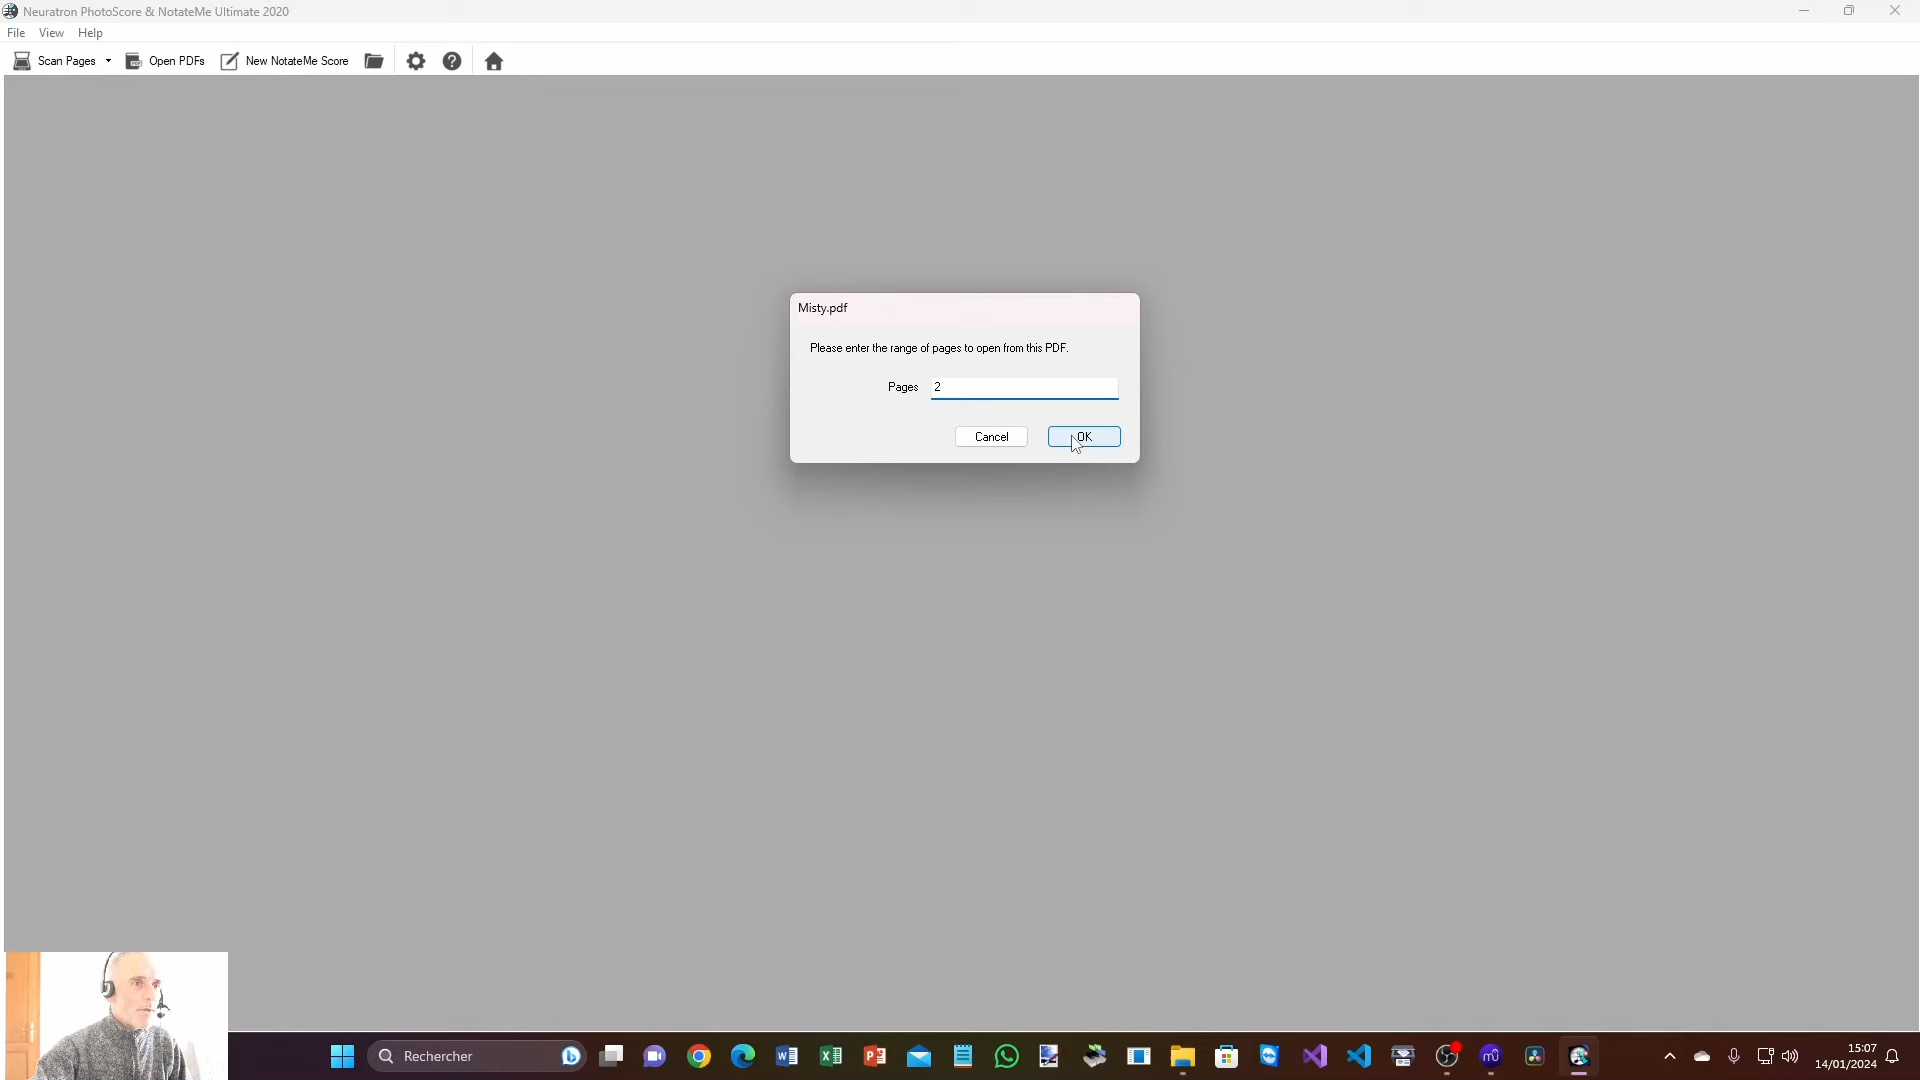 Neuratron PhotoScore & NotateMe Ultimate 2020
File View Help
Scan Pages Open PDFs New NotateMe Score
Misty.pdf
Please enter the range of pages to open from this PDF.
Pages 2
Cancel OK
Rechercher
15:07
14/01/2024